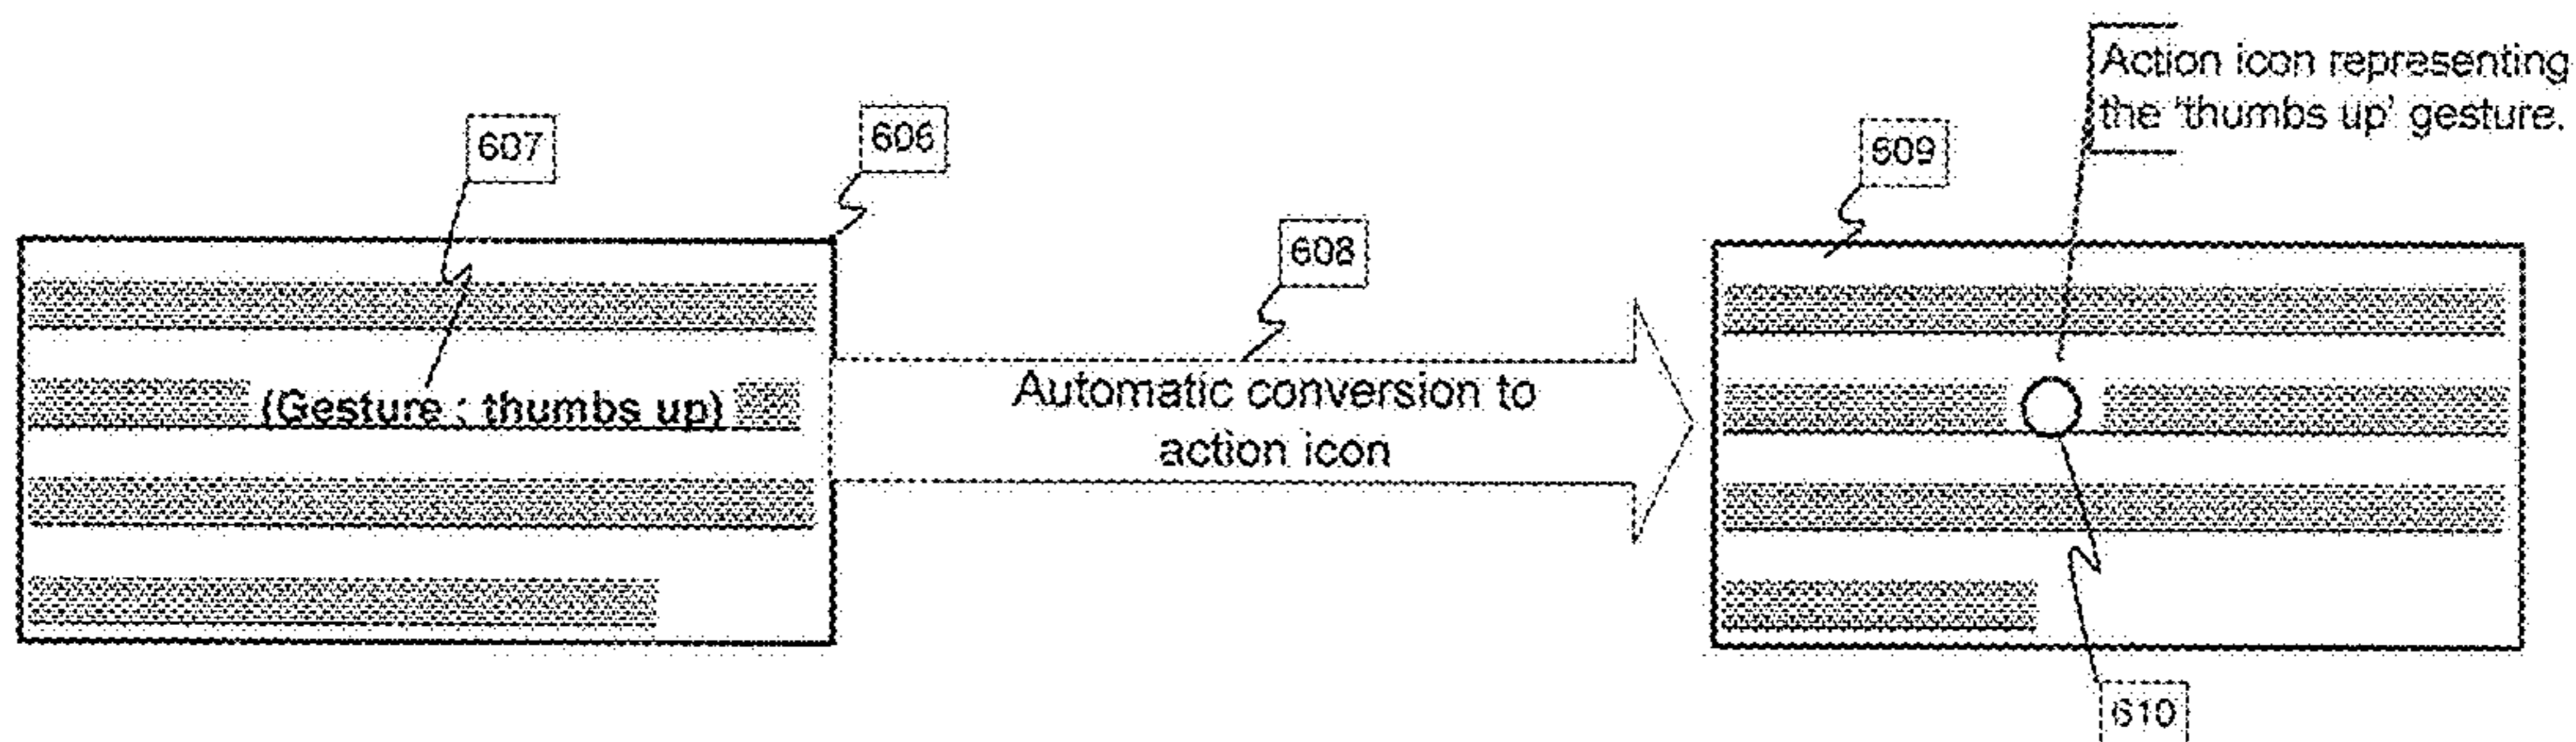 Action icon representing
the 'thumbs up' gesture.
607
606
609
608
(Gesture : thumbs up)
Automatic conversion to
action icon
610